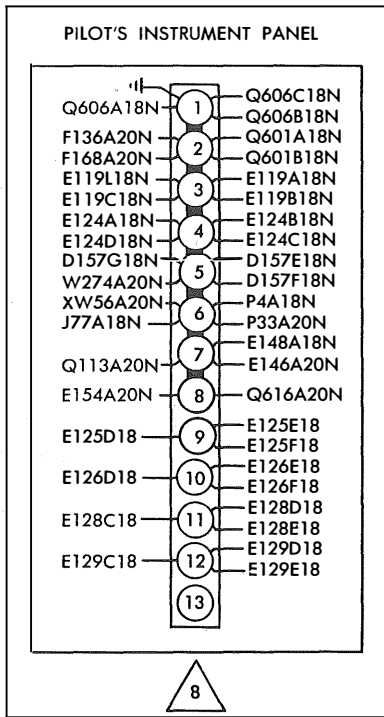 PILOT'S INSTRUMENT PANEL
Q606A18N 1 Q606C18N
Q606B18N
F136A20N 2 Q601A18N
F168A20N Q601B18N
E119L18N 3 E119A18N
E119C18N E119B18N
E124A18N 4 E124B18N
E124D18N E124C18N
D157G18N 5 D157E18N
W274A20N D157F18N
XW56A20N 6 P4A18N
J77A18N P33A20N
7 E148A18N
Q113A20N E146A20N
E154A20N 8 Q616A20N
E125D18 9 E125E18
E125F18
E126D18 10 E126E18
E126F18
E128C18 11 E128D18
E128E18
E129C18 12 E129D18
E129E18
13
8